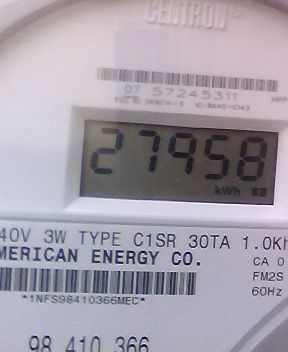 CENTRON®
07 57245311
27958
kWh
40V 3W TYPE C1SR 30TA 1.0Kh
MERICAN ENERGY CO.
CA 0
FM2S
60Hz
*1NFS98410366MEC*
98 410 366